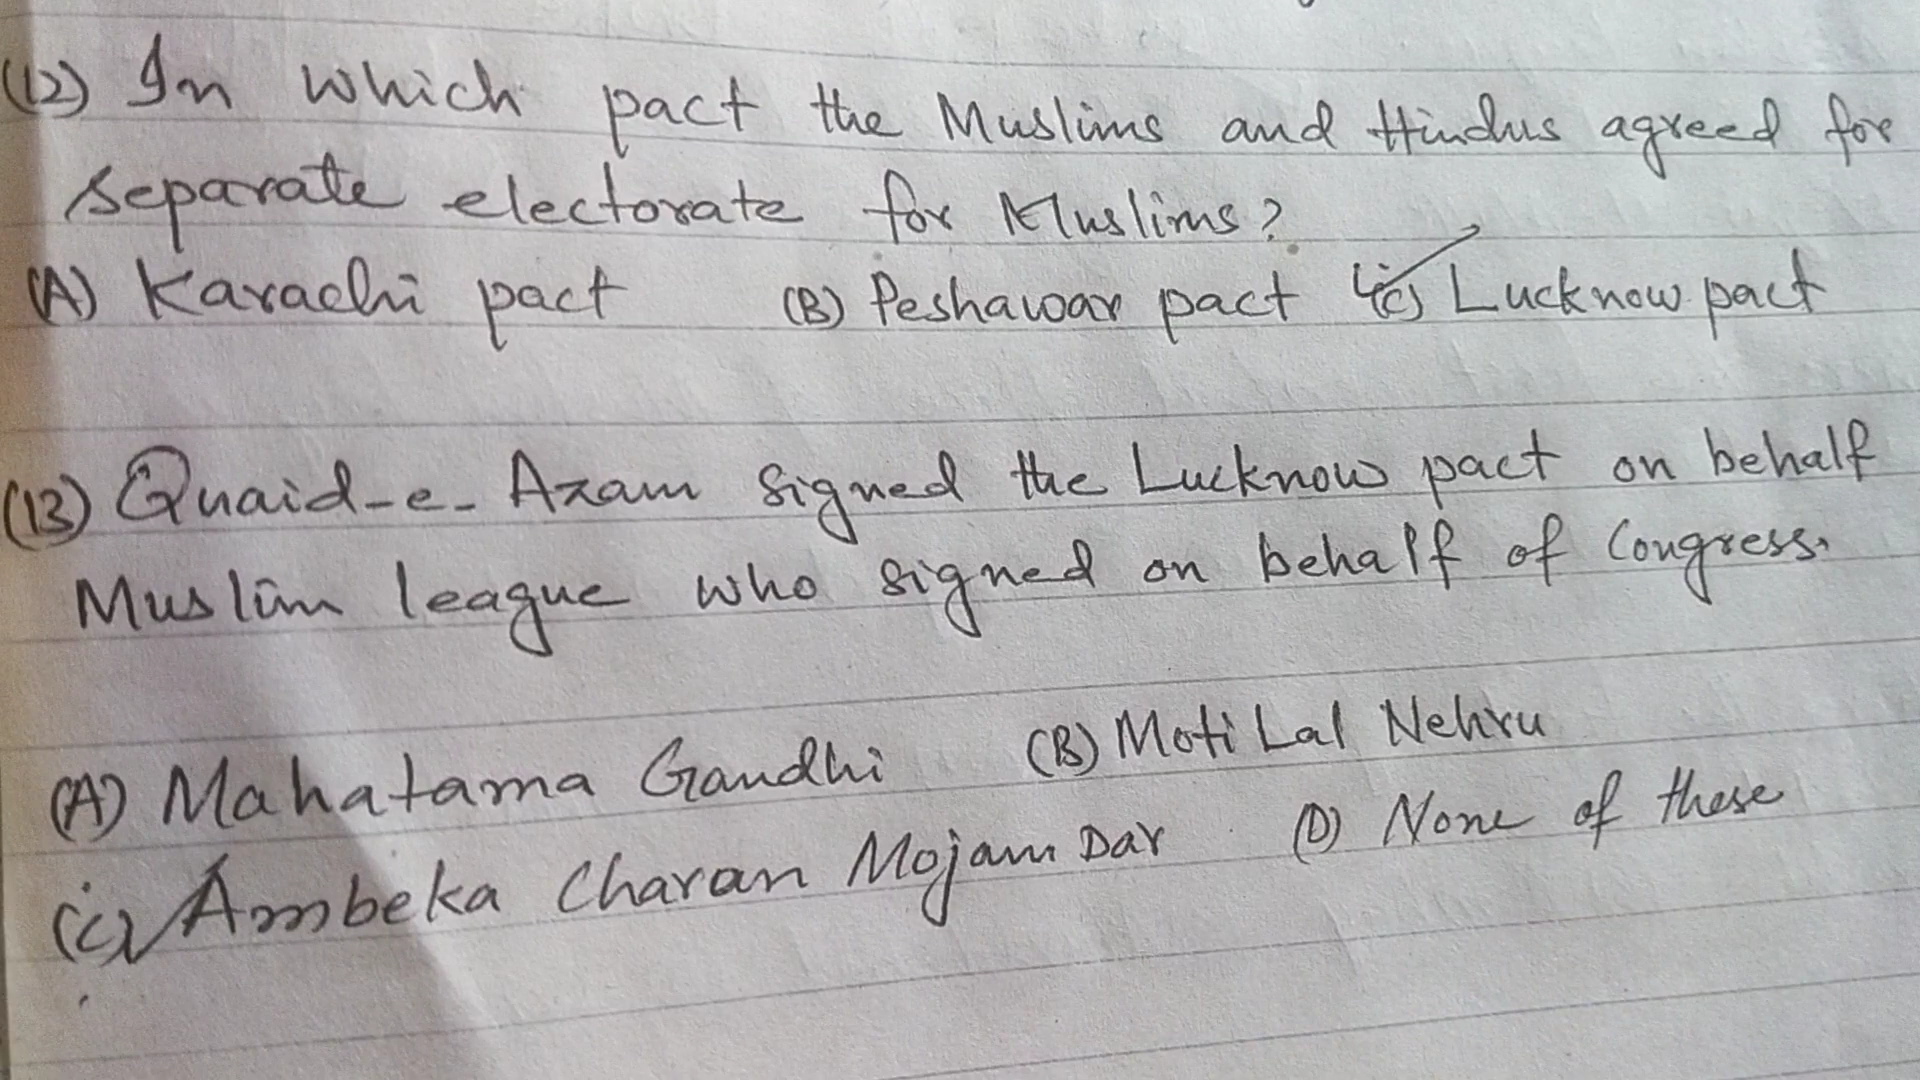 (12) In which pact the Muslims and Hindus agreed for
separate electorate for Muslims?
(A) Karachi pact (B) Peshawar pact (C) Lucknow pact
(13) Quaid-e-Azam signed the Lucknow pact on behalf
Muslim league who signed on behalf of Congress.
(A) Mahatama Gandhi (B) Moti Lal Nehru
(C) Ambeka Charan Mojam Dar (D) None of these